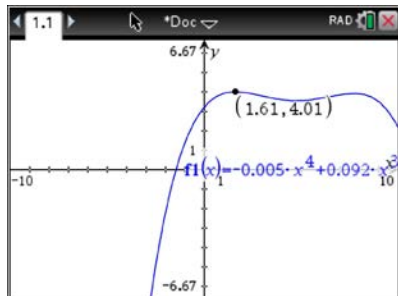 1.1 *Doc RAD
6.67 y
(1.61,4.01)
1
f1(x)=-0.005·x^4+0.092·x^3
x
-10 1 10
-6.67